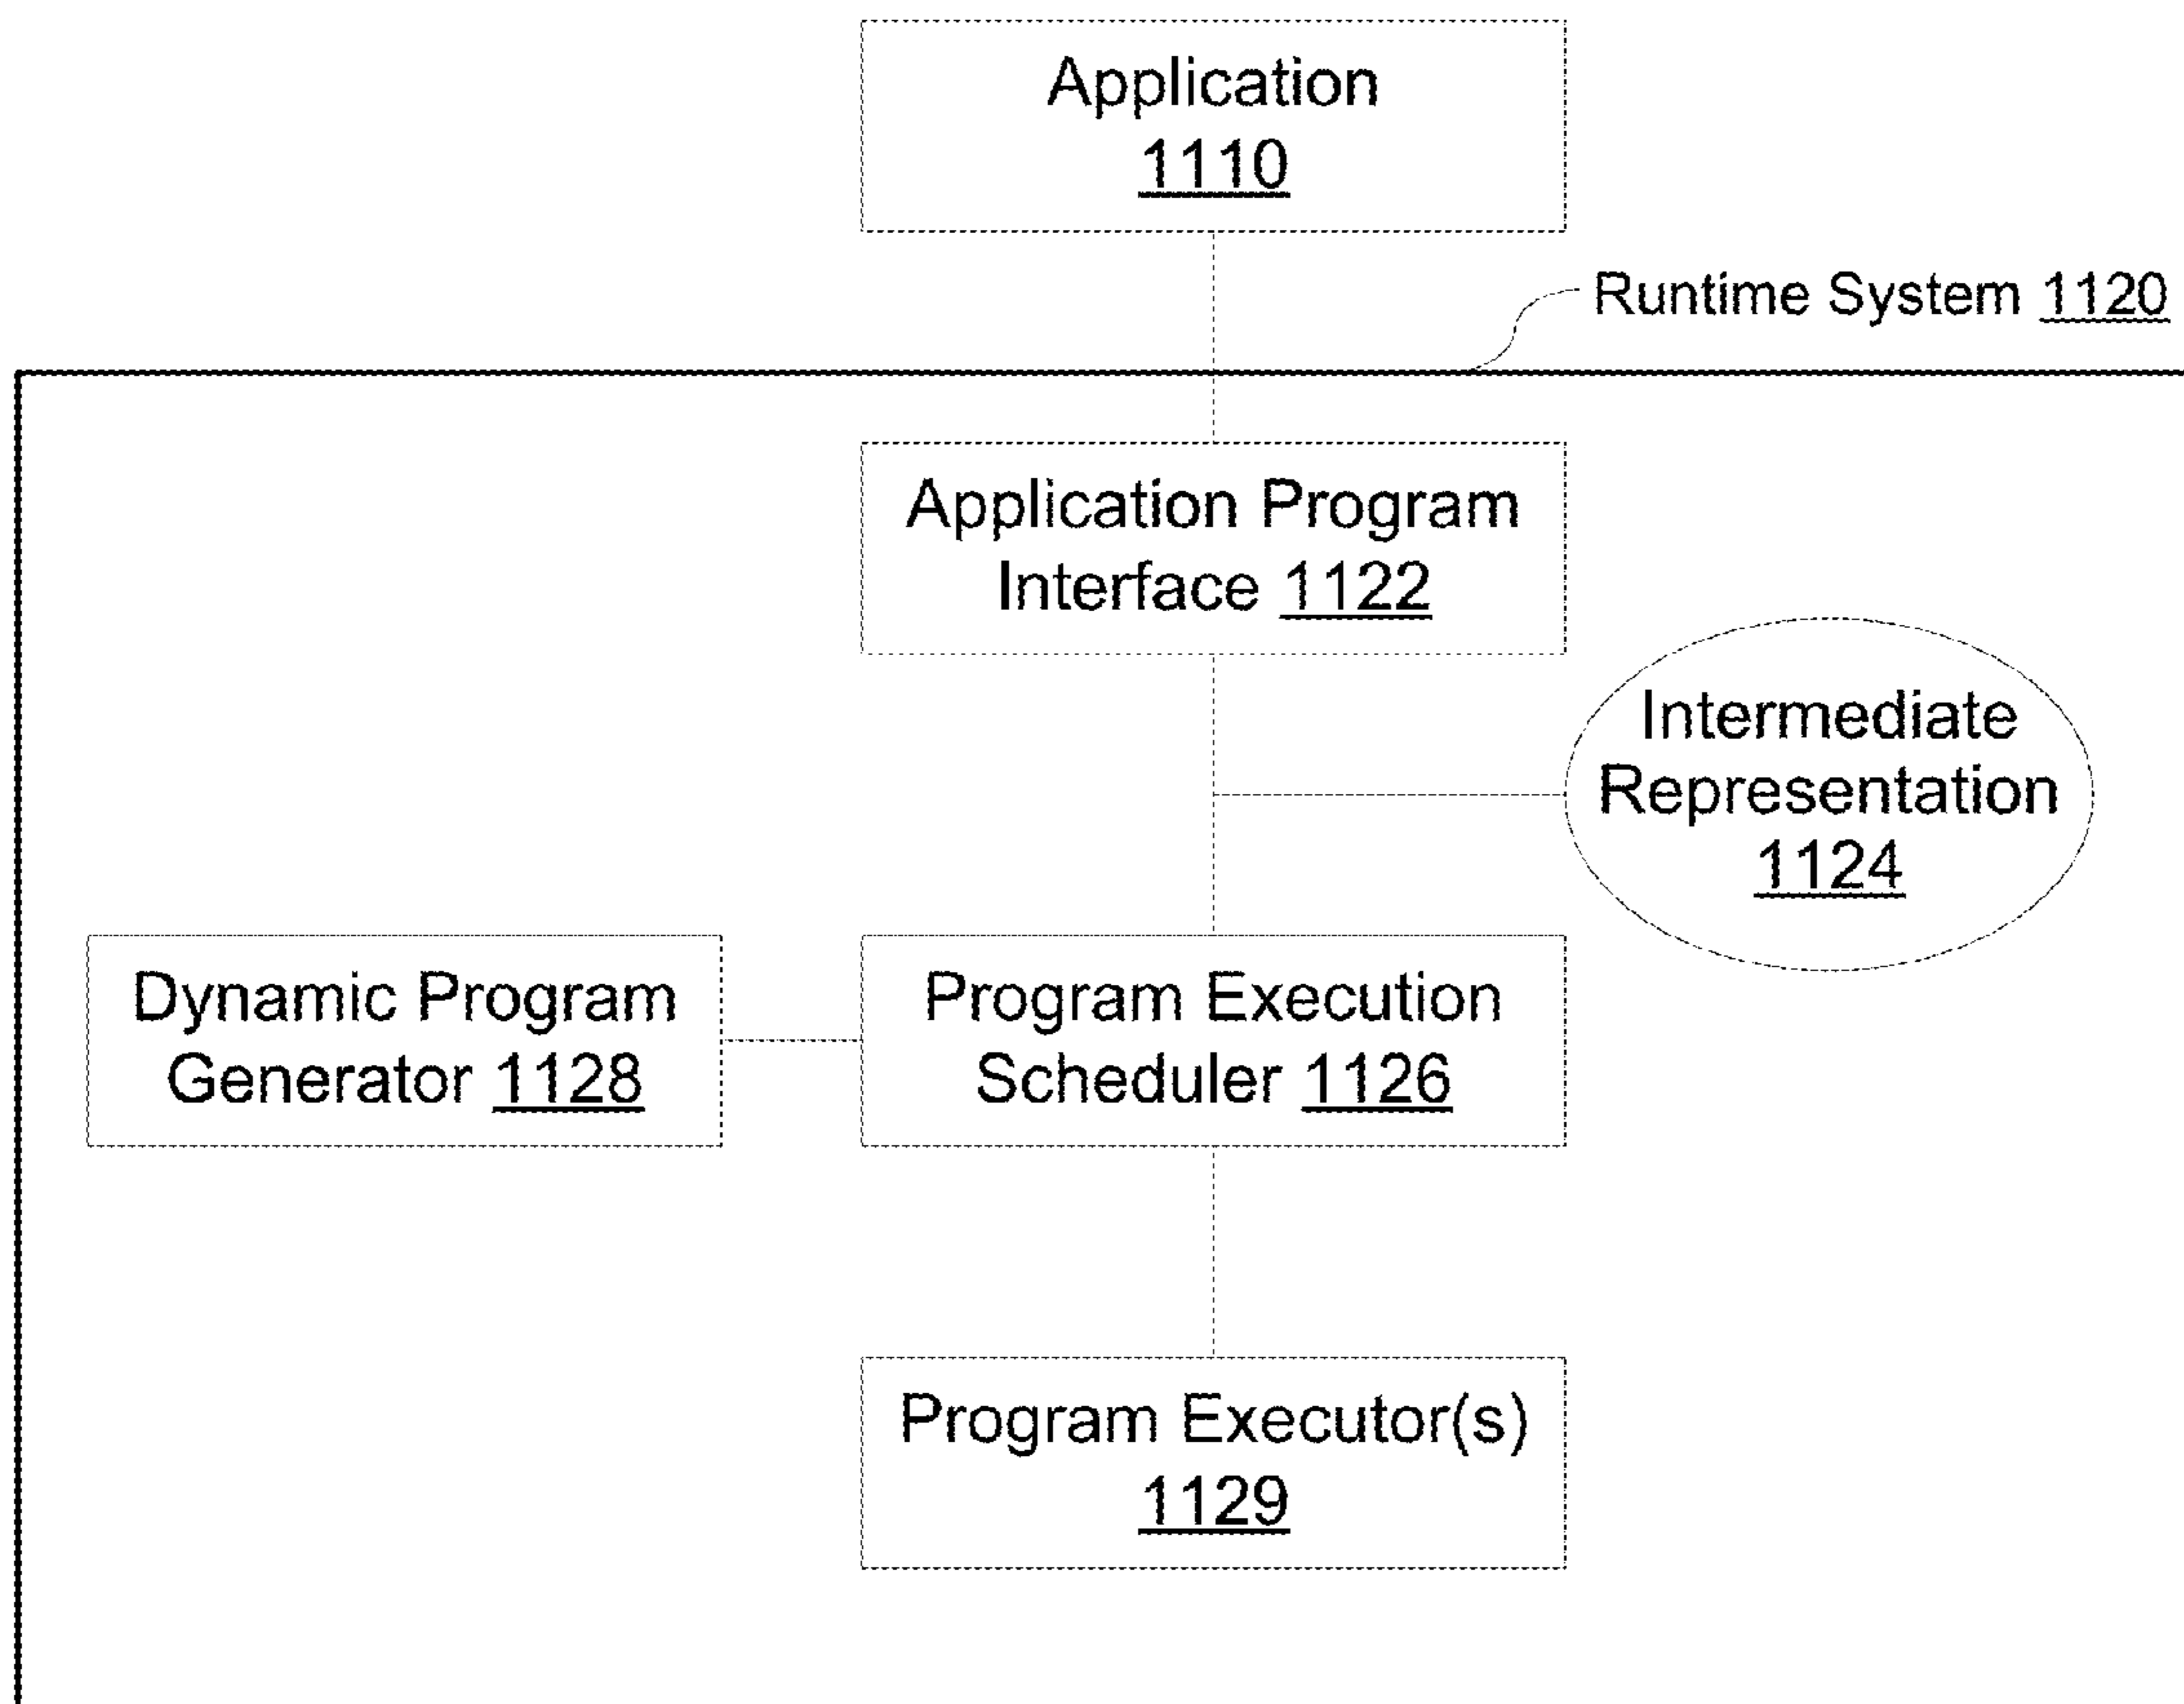 Application
1110
Runtime System 1120
Application Program
Interface 1122
Intermediate
Representation
1124
Dynamic Program
Generator 1128
Program Execution
Scheduler 1126
Program Executor(s)
1129